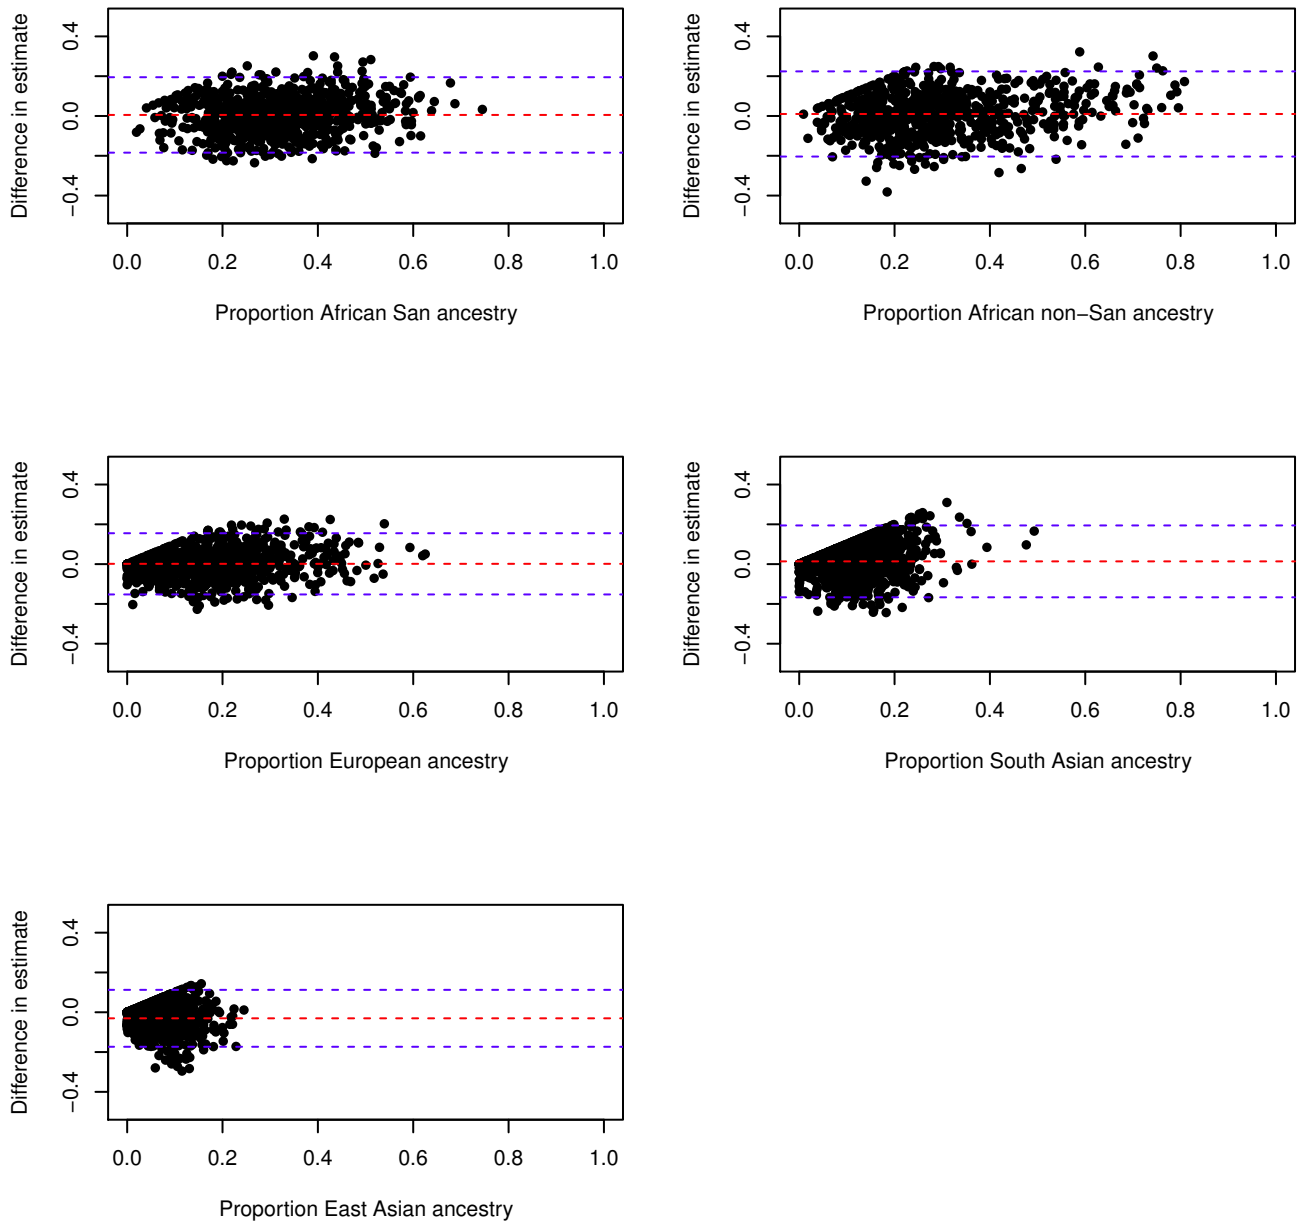 Difference in estimate
0.4
0.0
−0.4
0.0 0.2 0.4 0.6 0.8 1.0
Proportion African San ancestry
Difference in estimate
0.4
0.0
−0.4
0.0 0.2 0.4 0.6 0.8 1.0
Proportion African non−San ancestry
Difference in estimate
0.4
0.0
−0.4
0.0 0.2 0.4 0.6 0.8 1.0
Proportion European ancestry
Difference in estimate
0.4
0.0
−0.4
0.0 0.2 0.4 0.6 0.8 1.0
Proportion South Asian ancestry
Difference in estimate
0.4
0.0
−0.4
0.0 0.2 0.4 0.6 0.8 1.0
Proportion East Asian ancestry